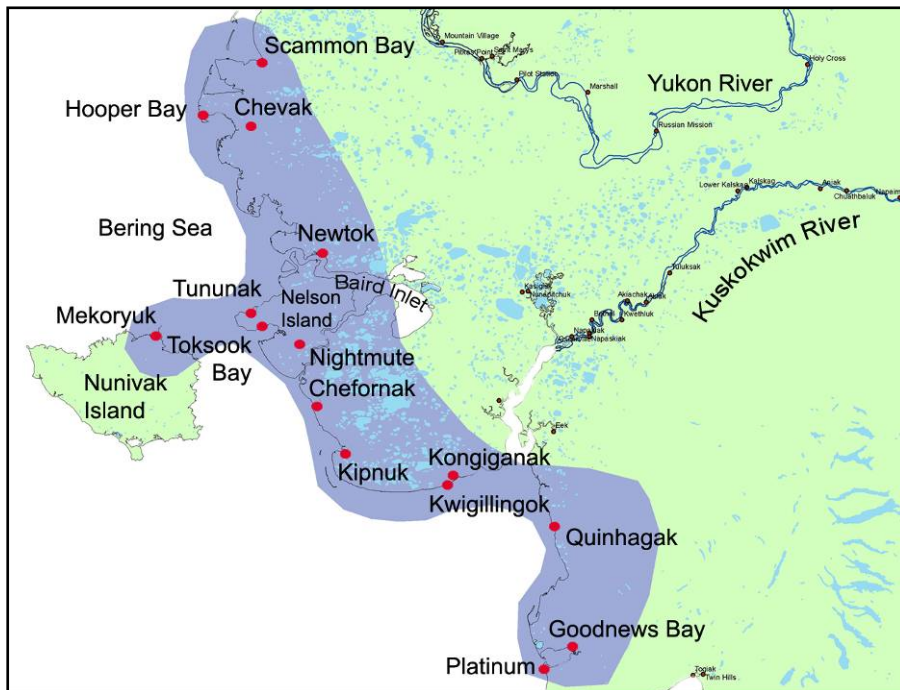 Scammon Bay
Mountain Village
Pilot Station
Marshall
Holy Cross
Yukon River
Hooper Bay
Chevak
Russian Mission
Lower Kalskag
Kalskag
Aniak
Chuathbaluk
Kuskokwim River
Bering Sea
Newtok
Baird Inlet
Tununak
Nelson
Island
Akiachak
Kwethluk
Napaskiak
Mekoryuk
Toksook
Bay
Nightmute
Nunivak
Island
Chefornak
Eek
Kipnuk
Kongiganak
Kwigillingok
Quinhagak
Goodnews Bay
Platinum
Togiak
Twin Hills